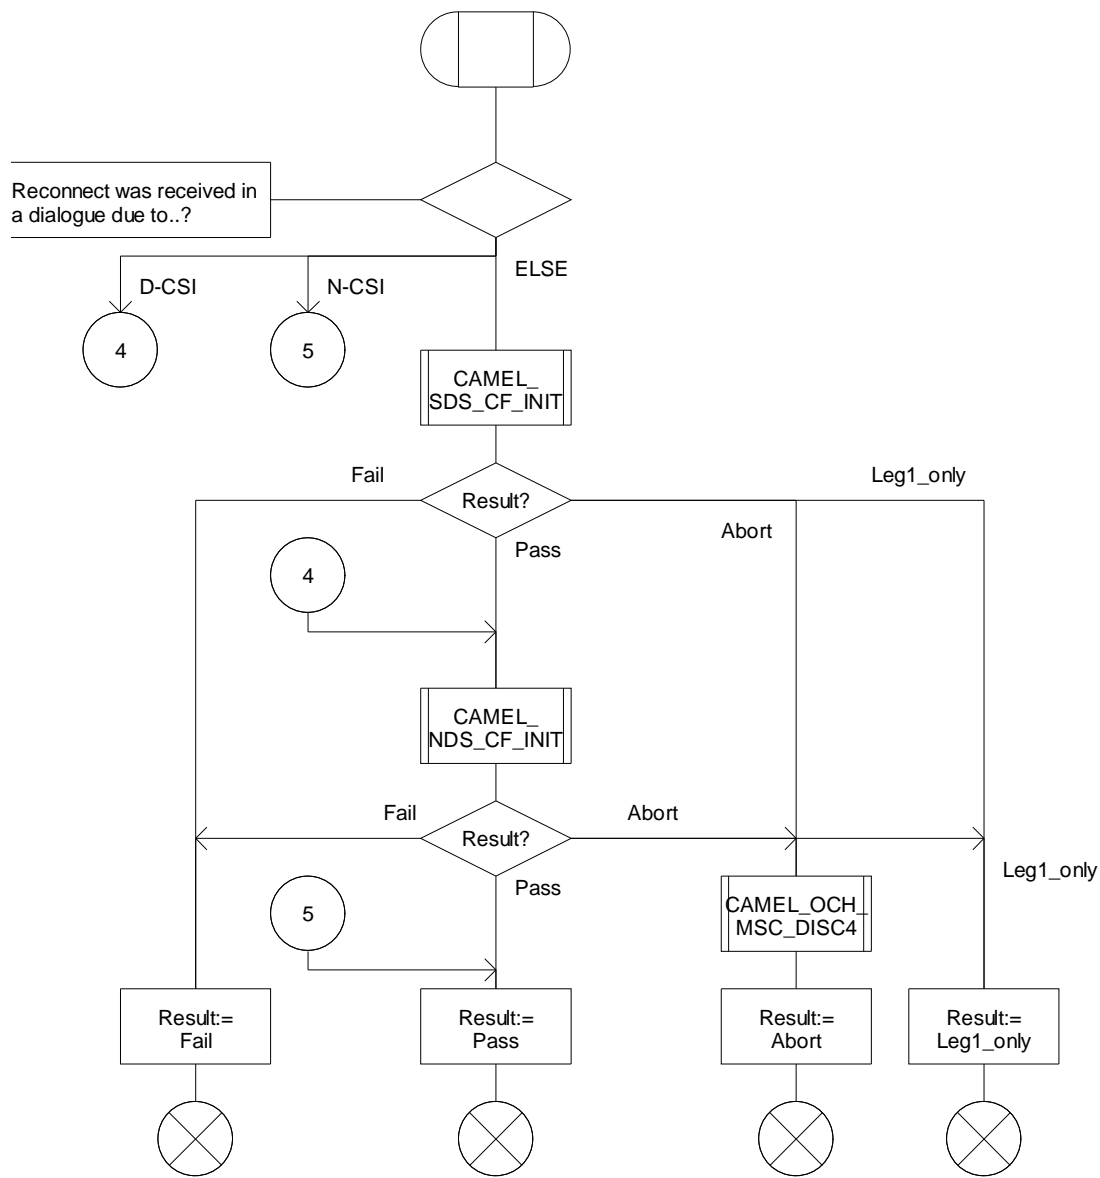 Reconnect was received in
a dialogue due to..?
ELSE
D-CSI
N-CSI
4
5
CAMEL_
SDS_CF_INIT
Fail
Result?
Leg1_only
Abort
Pass
4
CAMEL_
NDS_CF_INIT
Fail
Result?
Abort
Leg1_only
Pass
5
CAMEL_OCH_
MSC_DISC4
Result:=
Fail
Result:=
Pass
Result:=
Abort
Result:=
Leg1_only